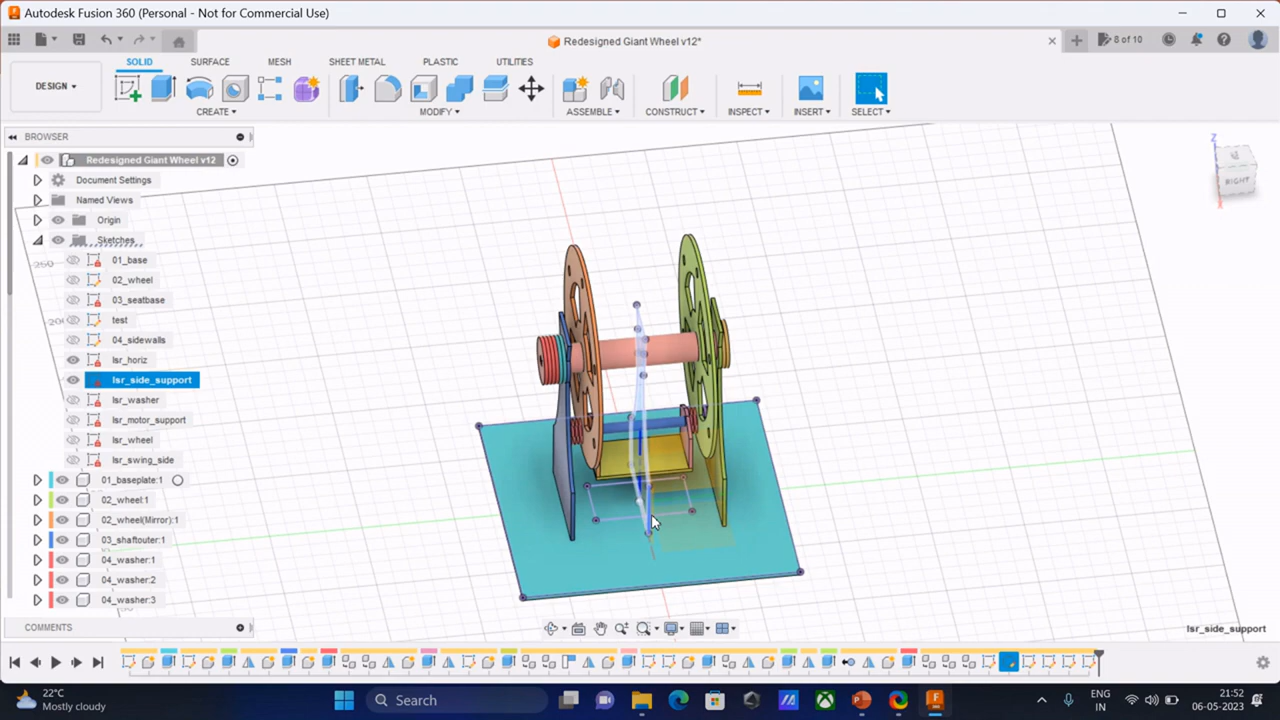 Autodesk Fusion 360 (Personal - Not for Commercial Use)
Redesigned Giant Wheel v12*
8 of 10
SOLID SURFACE MESH SHEET METAL PLASTIC UTILITIES
DESIGN
CREATE MODIFY ASSEMBLE CONSTRUCT INSPECT INSERT SELECT
BROWSER
Redesigned Giant Wheel v12
Document Settings
Named Views
Origin
Sketches
250
01_base
02_wheel
03_seatbase
test
04_sidewalls
lsr_horiz
lsr_side_support
lsr_washer
lsr_motor_support
lsr_wheel
lsr_swing_side
01_baseplate:1
02_wheel:1
02_wheel(Mirror):1
03_shaftouter:1
04_washer:1
04_washer:2
04_washer:3
Z
RIGHT
X
COMMENTS
lsr_side_support
22°C
Mostly cloudy
Search
ENG
IN
21:52
06-05-2023